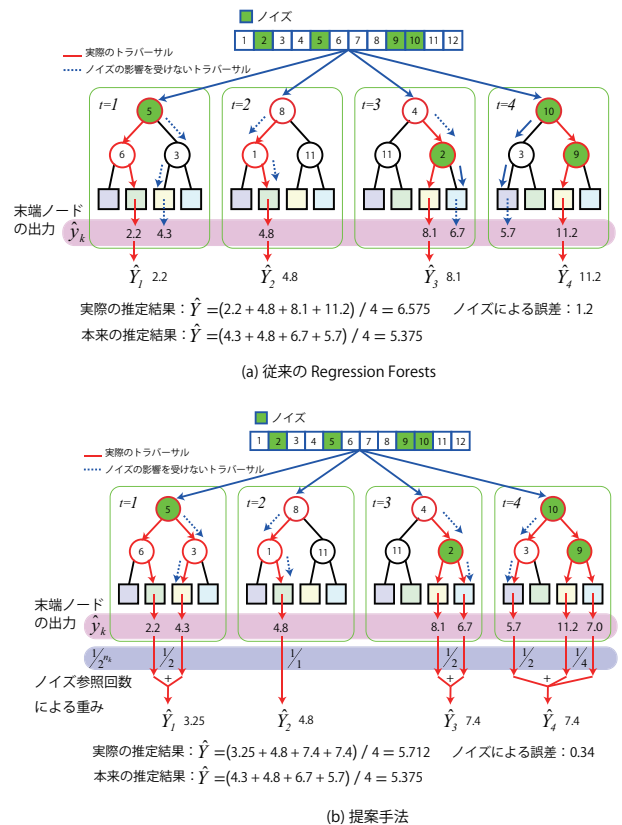 ノイズ
1 2 3 4 5 6 7 8 9 10 11 12
実際のトラバーサル
ノイズの影響を受けないトラバーサル
t=1 t=2 t=3 t=4
5 8 4 10
6 3 1 11 11 2 3 9
末端ノード
の出力
ŷk 2.2 4.3 4.8 8.1 6.7 5.7 11.2
Ŷ1 2.2 Ŷ2 4.8 Ŷ3 8.1 Ŷ4 11.2
実際の推定結果：Ŷ =(2.2 + 4.8 + 8.1 + 11.2) / 4 = 6.575 ノイズによる誤差：1.2
本来の推定結果：Ŷ =(4.3 + 4.8 + 6.7 + 5.7) / 4 = 5.375
(a) 従来の Regression Forests
ノイズ
1 2 3 4 5 6 7 8 9 10 11 12
実際のトラバーサル
ノイズの影響を受けないトラバーサル
t=1 t=2 t=3 t=4
5 8 4 10
6 3 1 11 11 2 3 9
末端ノード
の出力
ŷk 2.2 4.3 4.8 8.1 6.7 5.7 11.2 7.0
1/2^nk 1/2 1/1 1/2 1/2 1/4
ノイズ参照回数
による重み
+ + +
Ŷ1 3.25 Ŷ2 4.8 Ŷ3 7.4 Ŷ4 7.4
実際の推定結果：Ŷ =(3.25 + 4.8 + 7.4 + 7.4) / 4 = 5.712 ノイズによる誤差：0.34
本来の推定結果：Ŷ =(4.3 + 4.8 + 6.7 + 5.7) / 4 = 5.375
(b) 提案手法